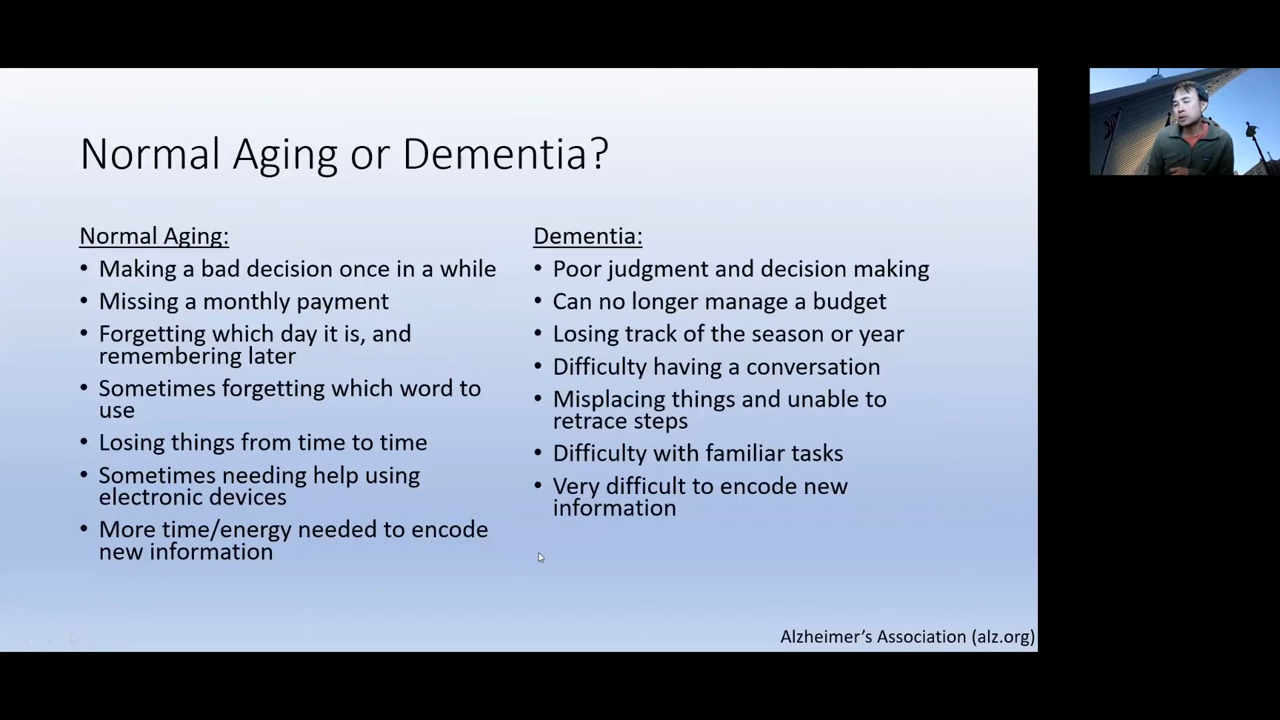 Normal Aging or Dementia?
Normal Aging:
• Making a bad decision once in a while
• Missing a monthly payment
• Forgetting which day it is, and
remembering later
• Sometimes forgetting which word to
use
• Losing things from time to time
• Sometimes needing help using
electronic devices
• More time/energy needed to encode
new information
Dementia:
• Poor judgment and decision making
• Can no longer manage a budget
• Losing track of the season or year
• Difficulty having a conversation
• Misplacing things and unable to
retrace steps
• Difficulty with familiar tasks
• Very difficult to encode new
information
Alzheimer's Association (alz.org)